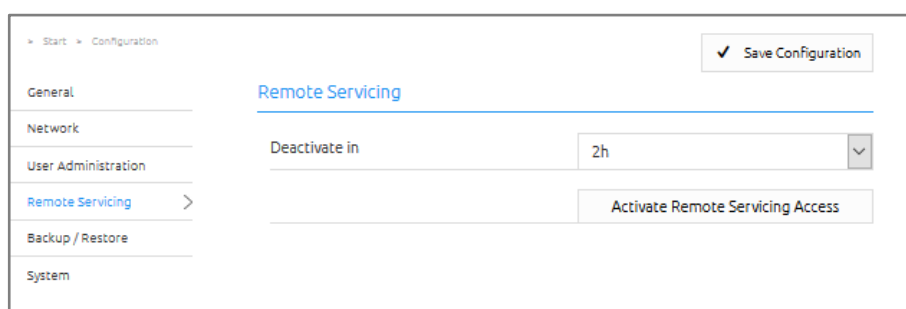 » Start » Configuration
✓ Save Configuration
General
Network
User Administration
Remote Servicing
Backup / Restore
System
Remote Servicing
Deactivate in
2h
Activate Remote Servicing Access